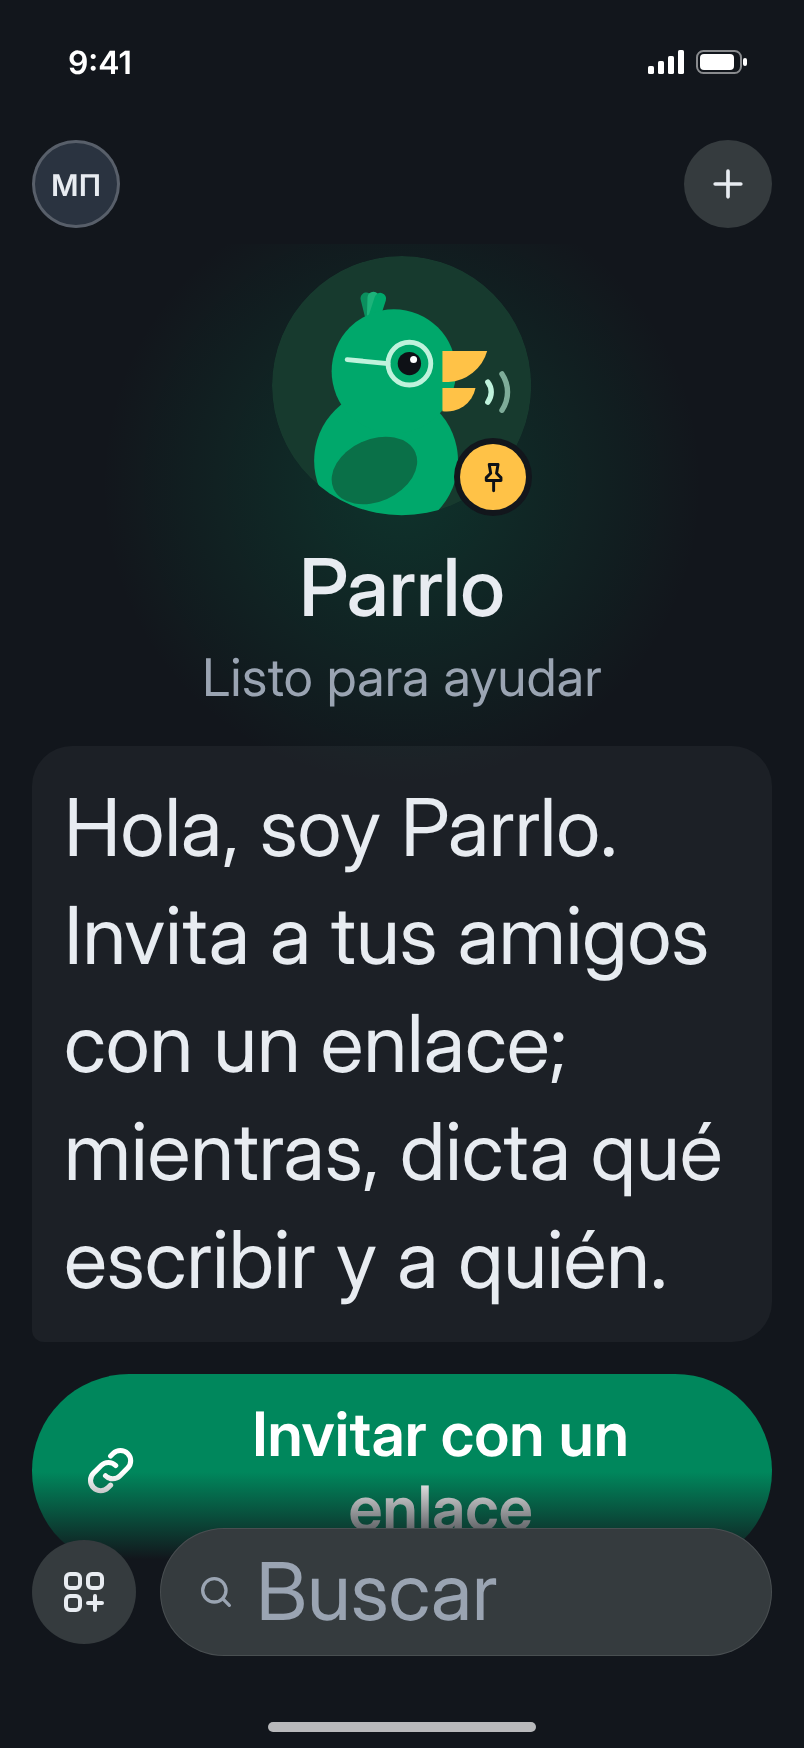 9:41
МП
Parrlo
Listo para ayudar
Hola, soy Parrlo.
Invita a tus amigos
con un enlace;
mientras, dicta qué
escribir y a quién.
Invitar con un
enlace
Buscar